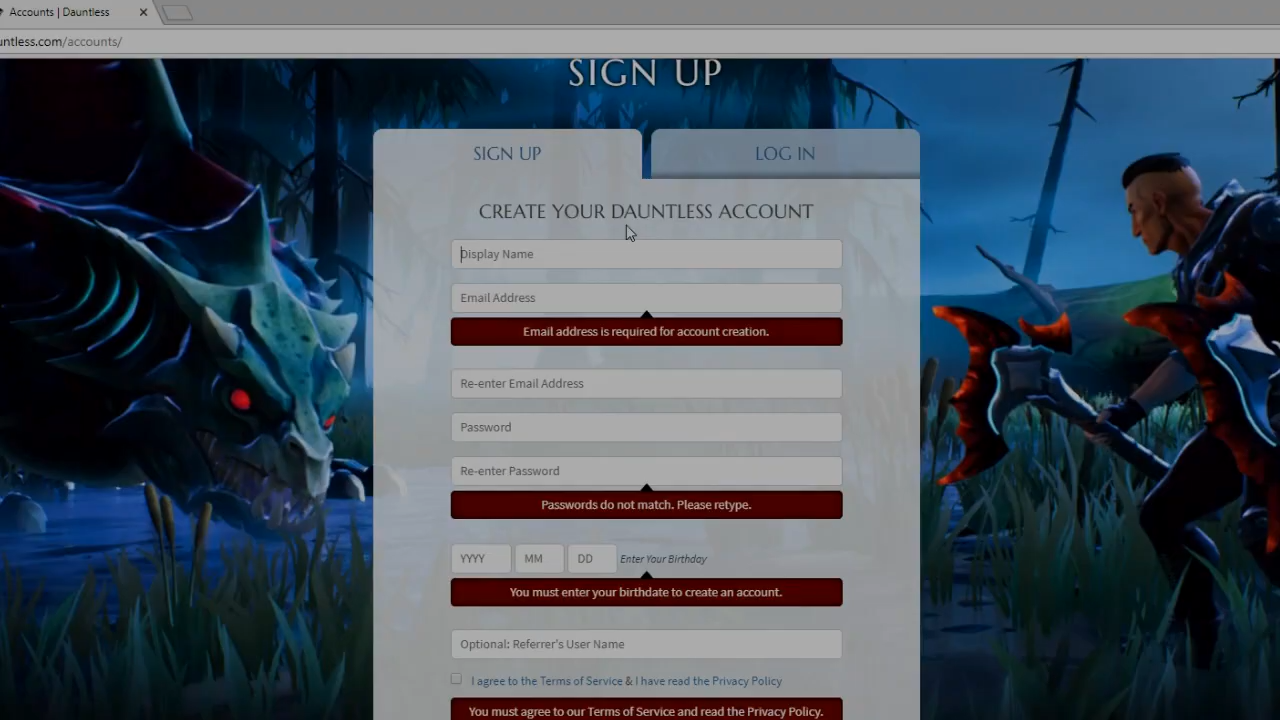 Accounts | Dauntless
untless.com/accounts/
SIGN UP
SIGN UP
LOG IN
CREATE YOUR DAUNTLESS ACCOUNT
Display Name
Email Address
Email address is required for account creation.
Re-enter Email Address
Password
Re-enter Password
Passwords do not match. Please retype.
YYYY MM DD Enter Your Birthday
You must enter your birthdate to create an account.
Optional: Referrer's User Name
I agree to the Terms of Service & I have read the Privacy Policy
You must agree to our Terms of Service and read the Privacy Policy.